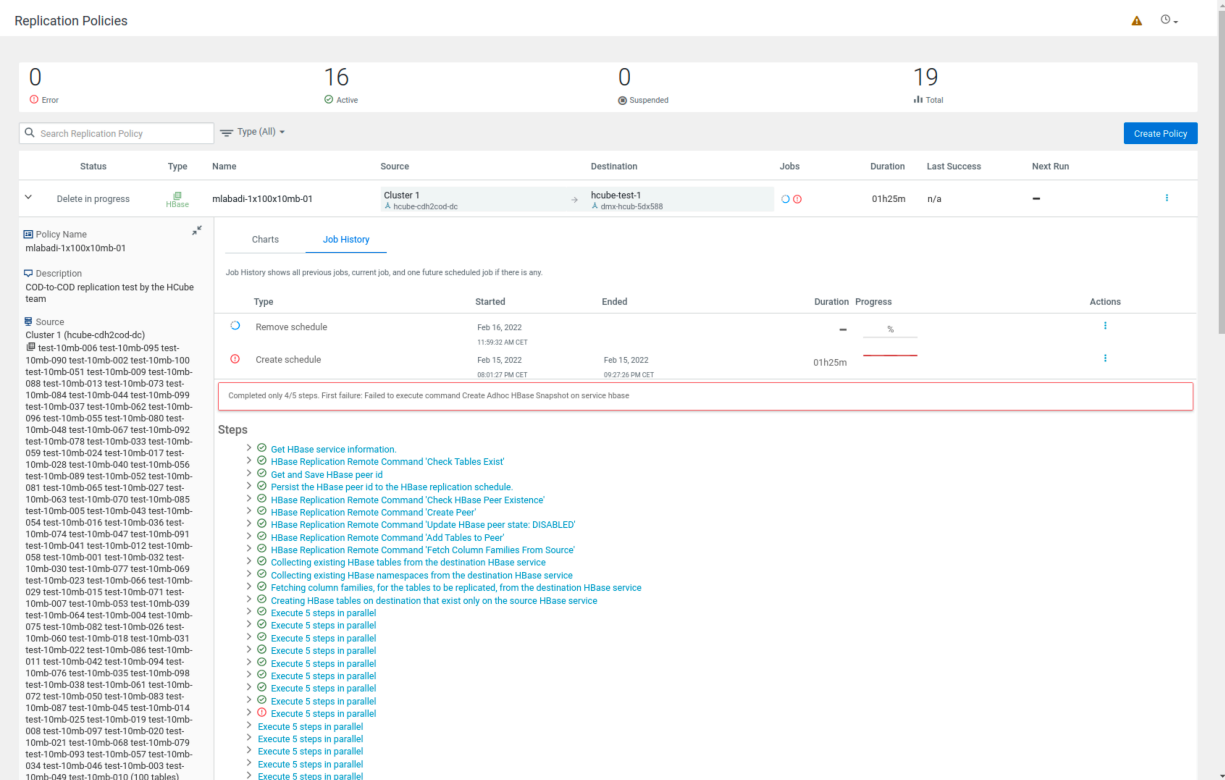 Replication Policies
0
Error
16
Active
0
Suspended
19
Total
Search Replication Policy
Type (All)
Create Policy
Status Type Name Source Destination Jobs Duration Last Success Next Run
Delete in progress HBase mlabadi-1x100x10mb-01 Cluster 1 hcube-cdh2cod-dc → hcube-test-1 dmx-hcub-5dx588 01h25m n/a –
Policy Name
mlabadi-1x100x10mb-01
Description
COD-to-COD replication test by the HCube
team
Source
Cluster 1 (hcube-cdh2cod-dc)
test-10mb-006 test-10mb-095 test-
10mb-090 test-10mb-002 test-10mb-100
test-10mb-051 test-10mb-009 test-10mb-
088 test-10mb-013 test-10mb-073 test-
10mb-084 test-10mb-044 test-10mb-099
test-10mb-037 test-10mb-062 test-10mb-
096 test-10mb-055 test-10mb-080 test-
10mb-048 test-10mb-067 test-10mb-092
test-10mb-078 test-10mb-033 test-10mb-
059 test-10mb-024 test-10mb-017 test-
10mb-028 test-10mb-040 test-10mb-056
test-10mb-089 test-10mb-052 test-10mb-
081 test-10mb-065 test-10mb-027 test-
10mb-063 test-10mb-070 test-10mb-085
test-10mb-005 test-10mb-043 test-10mb-
054 test-10mb-016 test-10mb-036 test-
10mb-074 test-10mb-047 test-10mb-091
test-10mb-041 test-10mb-012 test-10mb-
058 test-10mb-001 test-10mb-032 test-
10mb-030 test-10mb-077 test-10mb-069
test-10mb-023 test-10mb-066 test-10mb-
029 test-10mb-015 test-10mb-071 test-
10mb-007 test-10mb-053 test-10mb-039
test-10mb-064 test-10mb-004 test-10mb-
075 test-10mb-082 test-10mb-026 test-
10mb-060 test-10mb-018 test-10mb-031
test-10mb-022 test-10mb-086 test-10mb-
011 test-10mb-042 test-10mb-094 test-
10mb-076 test-10mb-035 test-10mb-098
test-10mb-038 test-10mb-061 test-10mb-
072 test-10mb-050 test-10mb-083 test-
10mb-087 test-10mb-045 test-10mb-014
test-10mb-025 test-10mb-019 test-10mb-
008 test-10mb-097 test-10mb-020 test-
10mb-021 test-10mb-068 test-10mb-079
test-10mb-093 test-10mb-057 test-10mb-
034 test-10mb-046 test-10mb-003 test-
10mb-049 test-10mb-010 (100 tables)
Charts
Job History
Job History shows all previous jobs, current job, and one future scheduled job if there is any.
Type Started Ended Duration Progress Actions
Remove schedule Feb 16, 2022 – %
11:59:32 AM CET
Create schedule Feb 15, 2022 Feb 15, 2022 01h25m
08:01:27 PM CET 09:27:26 PM CET
Completed only 4/5 steps. First failure: Failed to execute command Create Adhoc HBase Snapshot on service hbase
Steps
Get HBase service information.
HBase Replication Remote Command 'Check Tables Exist'
Get and Save HBase peer id
Persist the HBase peer id to the HBase replication schedule.
HBase Replication Remote Command 'Check HBase Peer Existence'
HBase Replication Remote Command 'Create Peer'
HBase Replication Remote Command 'Update HBase peer state: DISABLED'
HBase Replication Remote Command 'Add Tables to Peer'
HBase Replication Remote Command 'Fetch Column Families From Source'
Collecting existing HBase tables from the destination HBase service
Collecting existing HBase namespaces from the destination HBase service
Fetching column families, for the tables to be replicated, from the destination HBase service
Creating HBase tables on destination that exist only on the source HBase service
Execute 5 steps in parallel
Execute 5 steps in parallel
Execute 5 steps in parallel
Execute 5 steps in parallel
Execute 5 steps in parallel
Execute 5 steps in parallel
Execute 5 steps in parallel
Execute 5 steps in parallel
Execute 5 steps in parallel
Execute 5 steps in parallel
Execute 5 steps in parallel
Execute 5 steps in parallel
Execute 5 steps in parallel
Execute 5 steps in parallel